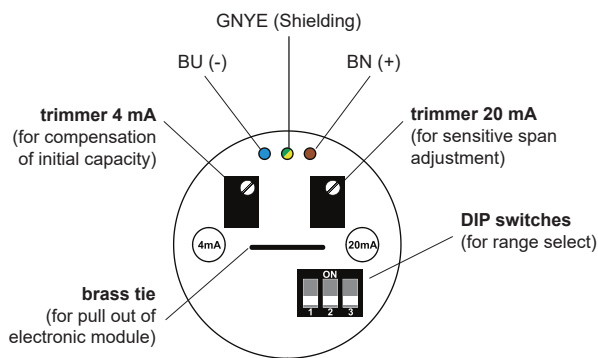 GNYE (Shielding)
BU (-)
BN (+)
trimmer 4 mA
(for compensation
of initial capacity)
trimmer 20 mA
(for sensitive span
adjustment)
4mA
20mA
DIP switches
(for range select)
ON
1 2 3
brass tie
(for pull out of
electronic module)